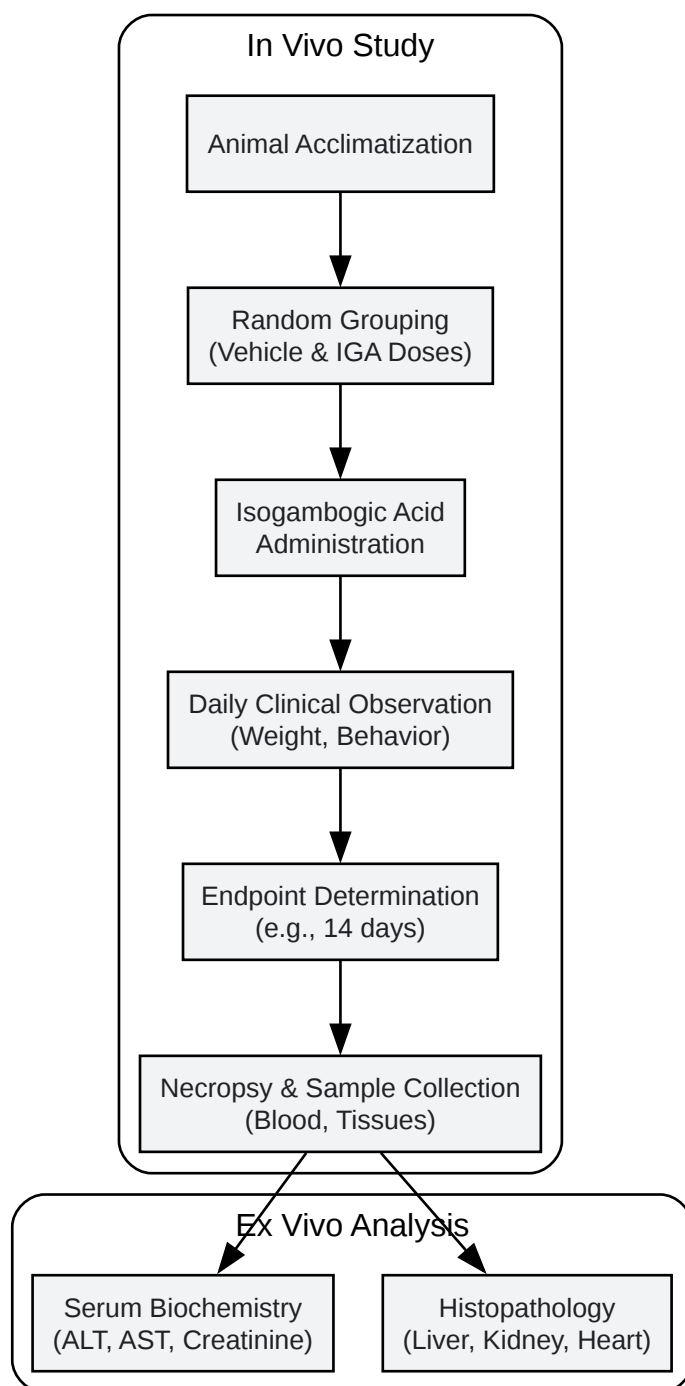 In Vivo Study
Animal Acclimatization
Random Grouping
(Vehicle & IGA Doses)
Isogambogic Acid
Administration
Daily Clinical Observation
(Weight, Behavior)
Endpoint Determination
(e.g., 14 days)
Necropsy & Sample Collection
(Blood, Tissues)
Ex Vivo Analysis
Serum Biochemistry
(ALT, AST, Creatinine)
Histopathology
(Liver, Kidney, Heart)